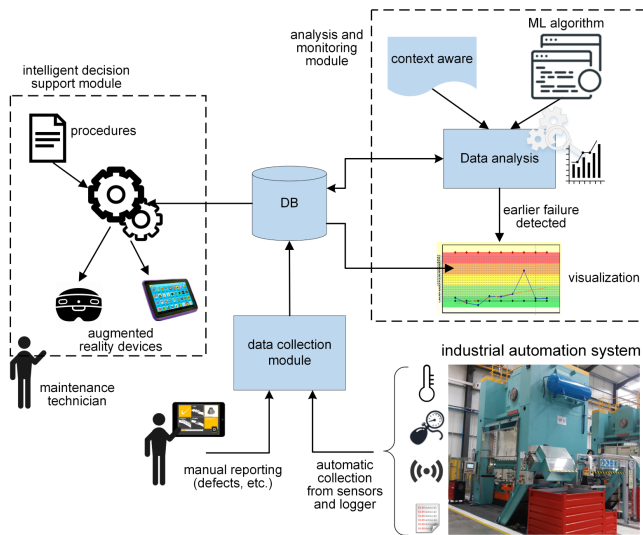 ML algorithm
analysis and
monitoring
module
context aware
intelligent decision
support module
procedures
Data analysis
DB
earlier failure
detected
visualization
augmented
reality devices
data collection
module
industrial automation system
maintenance
technician
manual reporting
(defects, etc.)
automatic
collection
from sensors
and logger